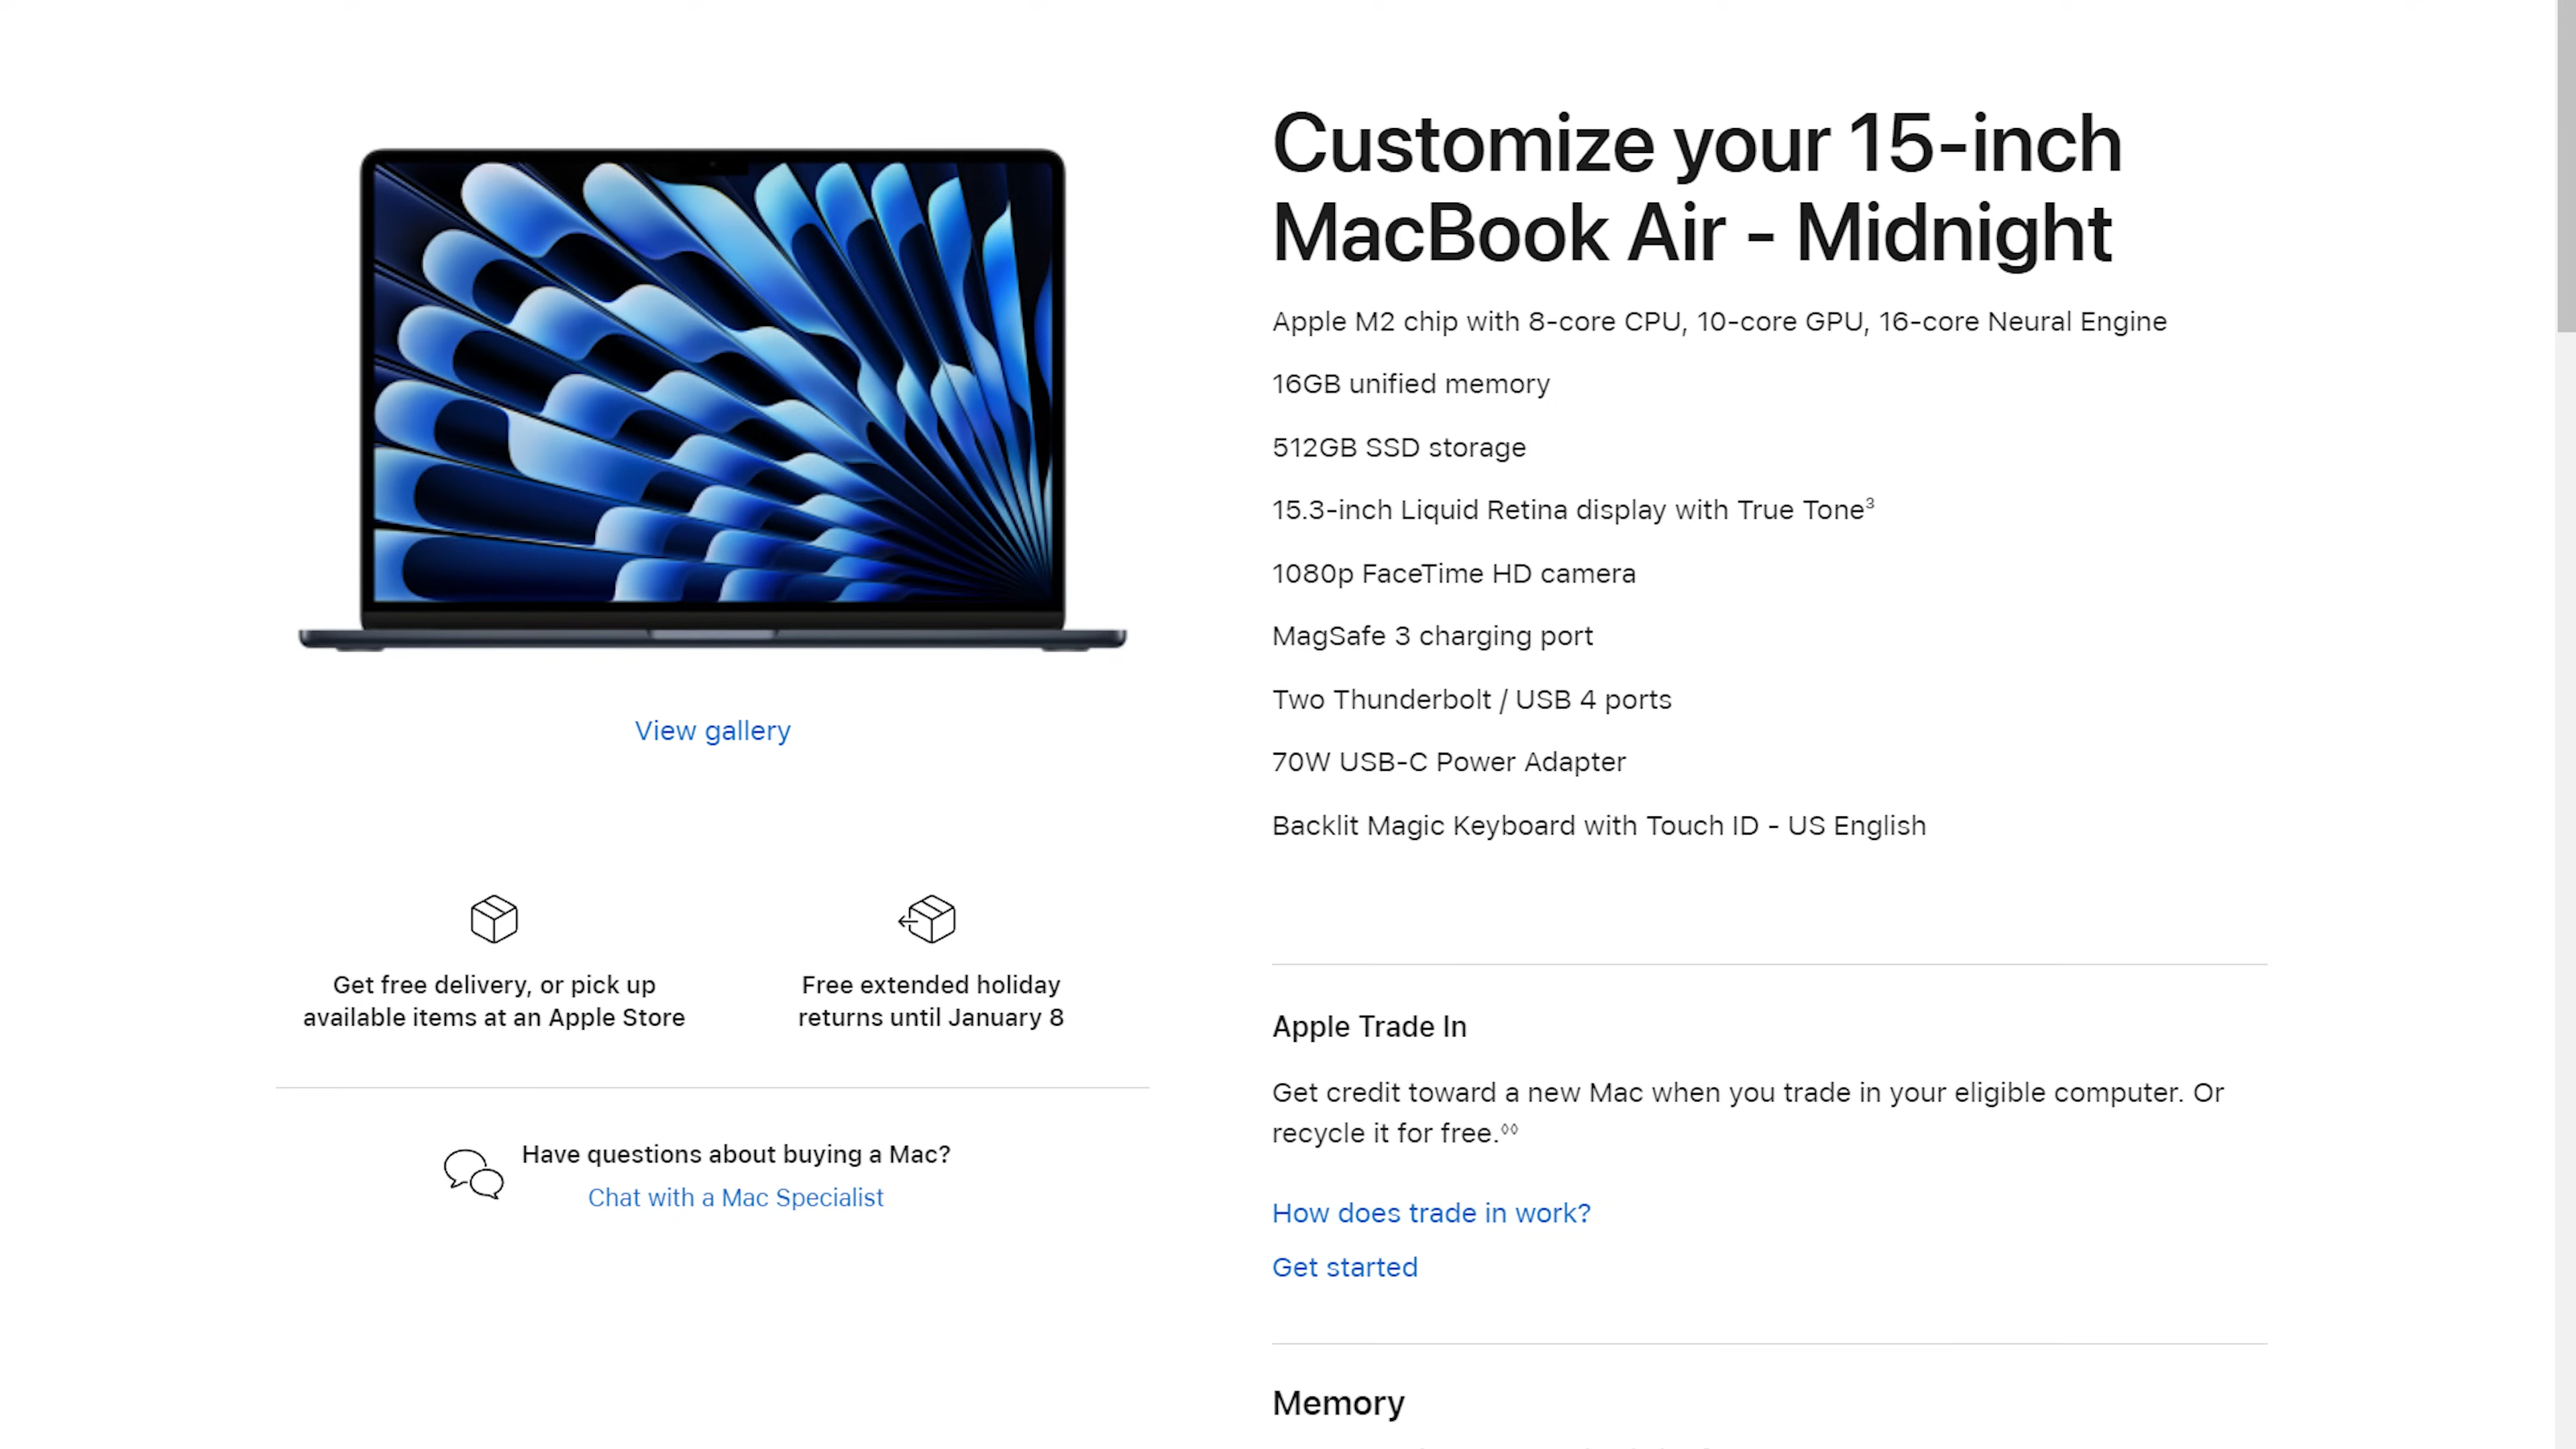 Customize your 15-inch
MacBook Air - Midnight
Apple M2 chip with 8-core CPU, 10-core GPU, 16-core Neural Engine
16GB unified memory
512GB SSD storage
15.3-inch Liquid Retina display with True Tone³
1080p FaceTime HD camera
MagSafe 3 charging port
Two Thunderbolt / USB 4 ports
70W USB-C Power Adapter
Backlit Magic Keyboard with Touch ID - US English
View gallery
Get free delivery, or pick up
available items at an Apple Store
Free extended holiday
returns until January 8
Have questions about buying a Mac?
Chat with a Mac Specialist
Apple Trade In
Get credit toward a new Mac when you trade in your eligible computer. Or
recycle it for free.◊◊
How does trade in work?
Get started
Memory